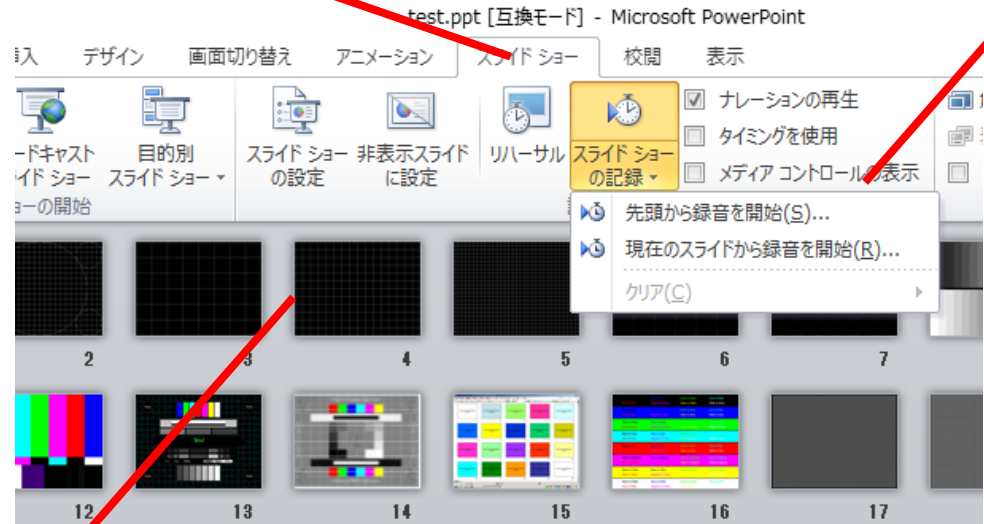 test.ppt [互換モード] - Microsoft PowerPoint
デザイン 画面切り替え アニメーション スライド ショー 校閲 表示
ードキャスト
目的別
スライド ショー
非表示スライド
リハーサル
スライド ショー
スライド ショー
の設定
に設定
の記録
ナレーションの再生
タイミングを使用
メディア コントロールの表示
ョーの開始
先頭から録音を開始(S)...
現在のスライドから録音を開始(R)...
クリア(C)
2 3 4 5 6 7
12 13 14 15 16 17